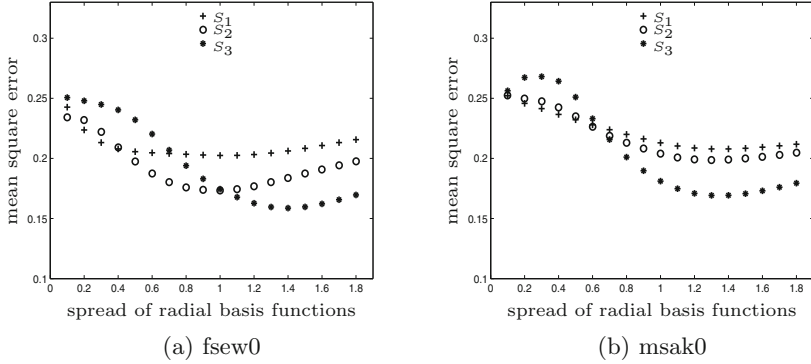 S1
S2
S3
0.3
0.25
0.2
0.15
0.1
mean square error
0 0.2 0.4 0.6 0.8 1 1.2 1.4 1.6 1.8
spread of radial basis functions
(a) fsew0
S1
S2
S3
0.3
0.25
0.2
0.15
0.1
mean square error
0 0.2 0.4 0.6 0.8 1 1.2 1.4 1.6 1.8
spread of radial basis functions
(b) msak0